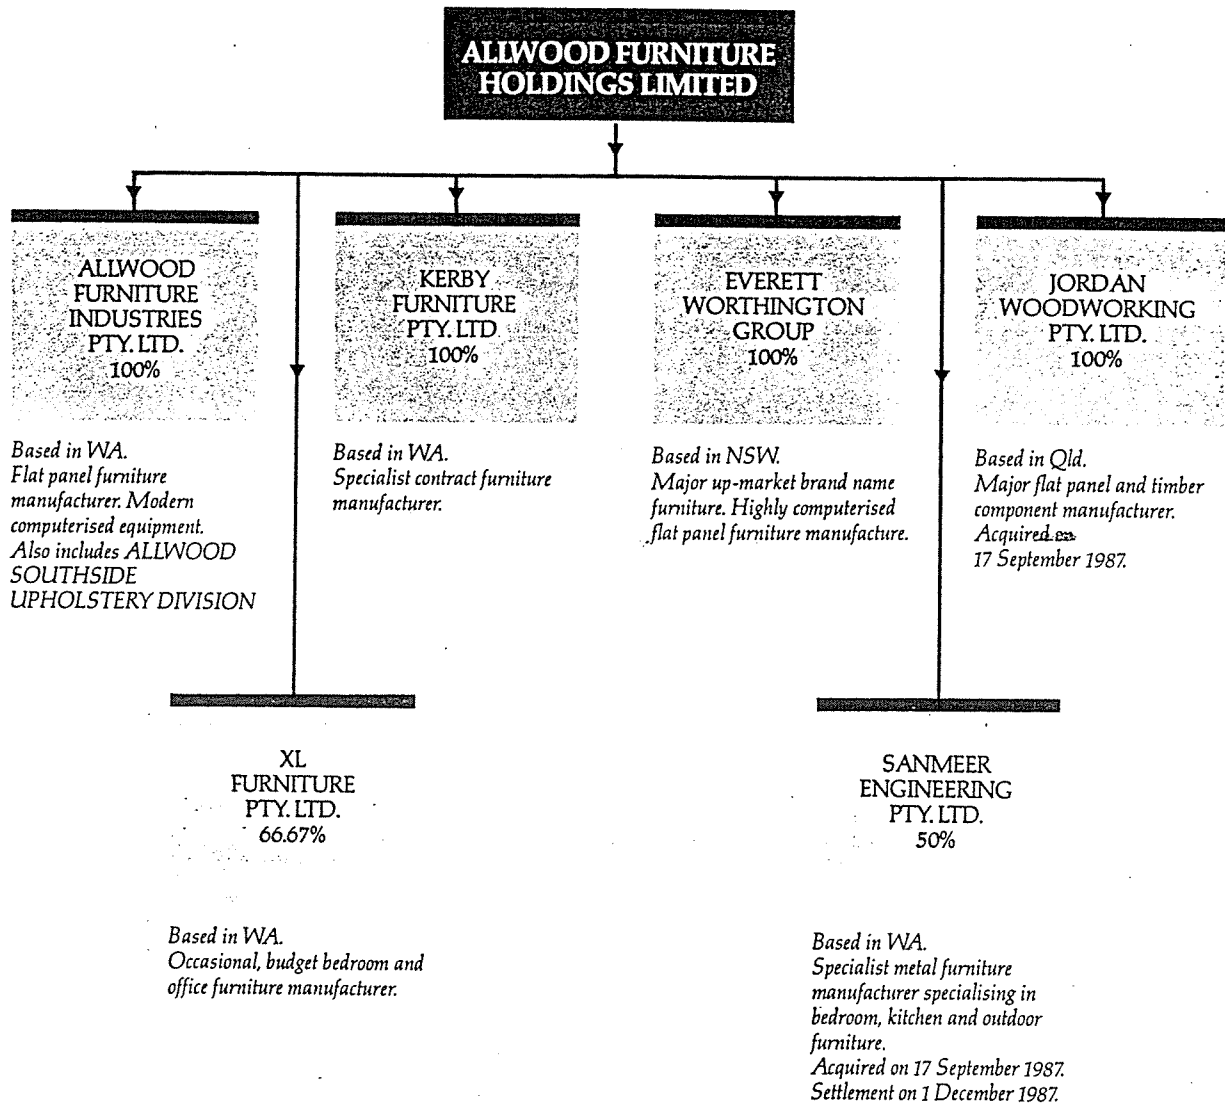 ALLWOOD FURNITURE
HOLDINGS LIMITED
ALLWOOD
FURNITURE
INDUSTRIES
PTY. LTD.
100%
Based in WA.
Flat panel furniture
manufacturer. Modern
computerised equipment.
Also includes ALLWOOD
SOUTHSIDE
UPHOLSTERY DIVISION
KERBY
FURNITURE
PTY. LTD
100%
Based in WA.
Specialist contract furniture
manufacturer.
EVERETT
WORTHINGTON
GROUP
100%
Based in NSW.
Major up-market brand name
furniture. Highly computerised
flat panel furniture manufacture.
JORDAN
WOODWORKING
PTY. LTD.
100%
Based in Qld.
Major flat panel and timber
component manufacturer.
Acquired
17 September 1987.
XL
FURNITURE
PTY. LTD.
66.67%
Based in WA.
Occasional, budget bedroom and
office furniture manufacturer.
SANMEER
ENGINEERING
PTY. LTD.
50%
Based in WA.
Specialist metal furniture
manufacturer specialising in
bedroom, kitchen and outdoor
furniture.
Acquired on 17 September 1987.
Settlement on 1 December 1987.